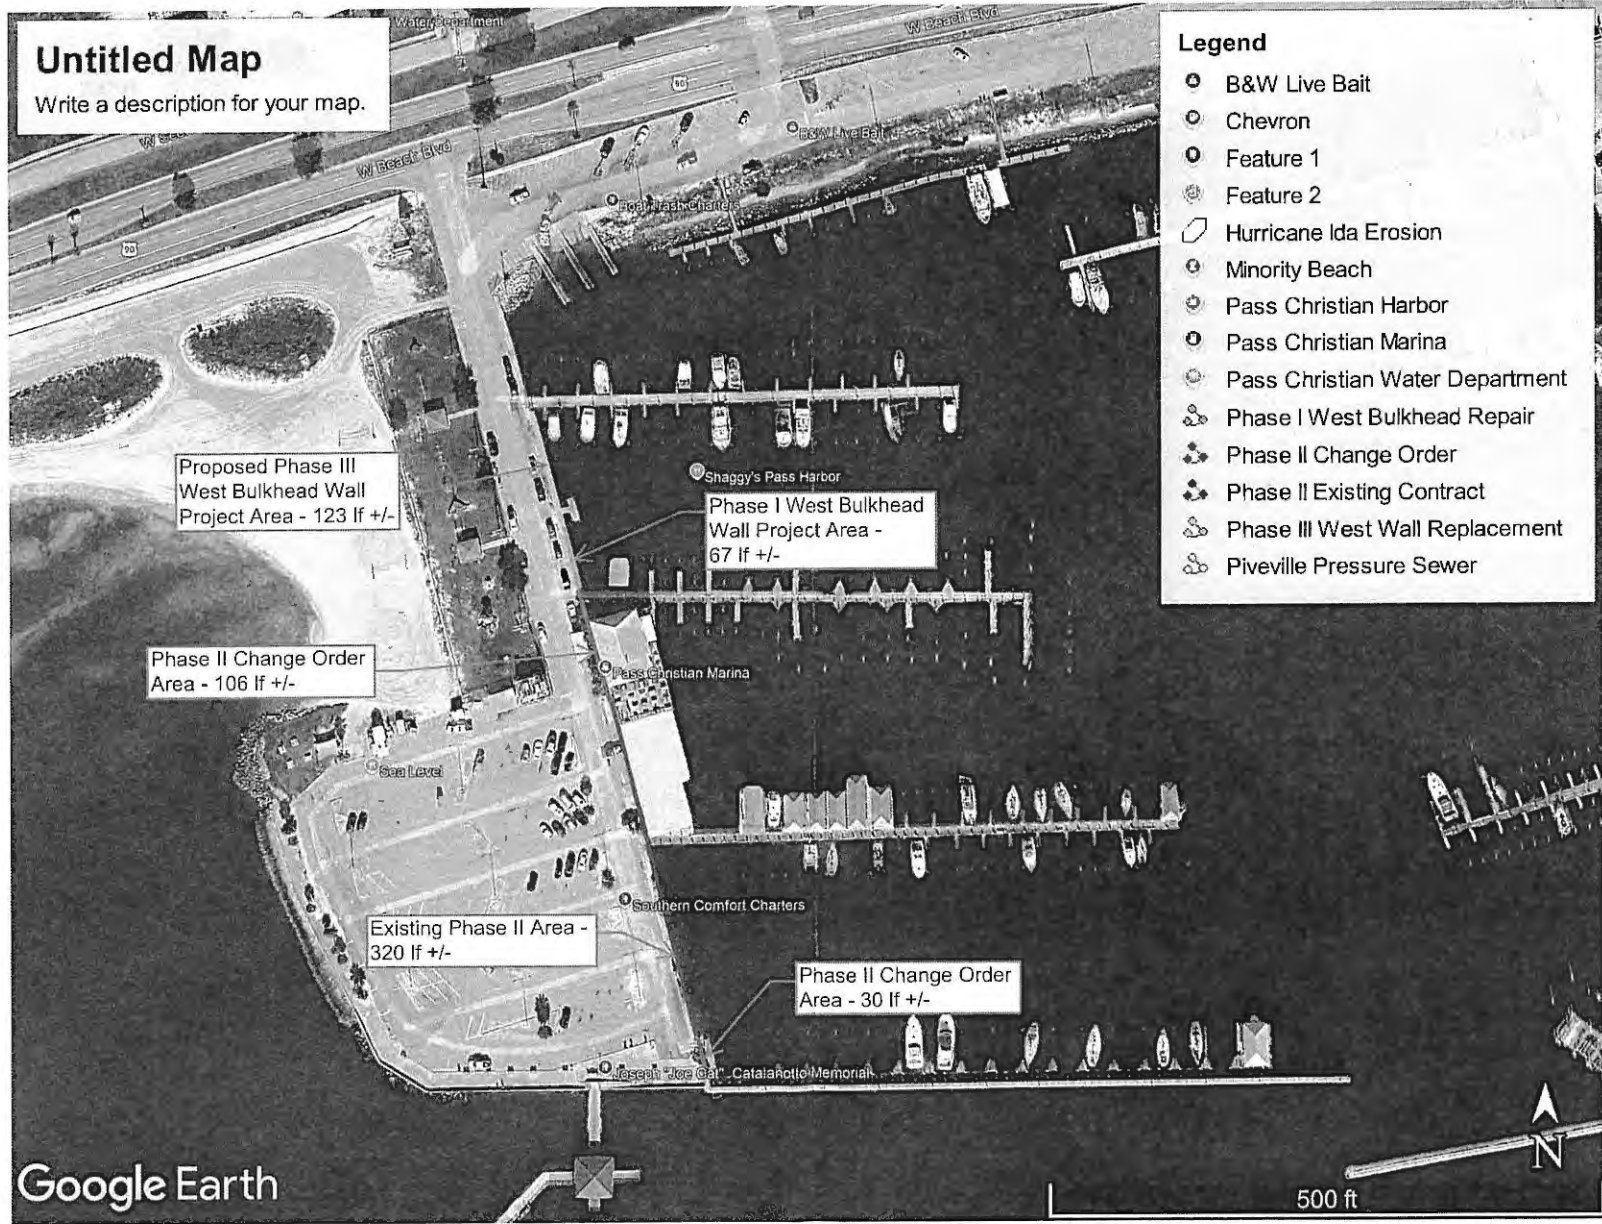 Untitled Map
Write a description for your map.
Water Department
W Beach Blvd
90
W Beach Blvd
90
B&W Live Bait
Boat Trash Charters
Legend
B&W Live Bait
Chevron
Feature 1
Feature 2
Hurricane Ida Erosion
Minority Beach
Pass Christian Harbor
Pass Christian Marina
Pass Christian Water Department
Phase I West Bulkhead Repair
Phase II Change Order
Phase II Existing Contract
Phase III West Wall Replacement
Piveville Pressure Sewer
Proposed Phase III
West Bulkhead Wall
Project Area - 123 lf +/-
Shaggy's Pass Harbor
Phase I West Bulkhead
Wall Project Area -
67 lf +/-
Phase II Change Order
Area - 106 lf +/-
Pass Christian Marina
Sea Level
Southern Comfort Charters
Existing Phase II Area -
320 lf +/-
Phase II Change Order
Area - 30 lf +/-
Joseph "Joe Cat" Catalanotto Memorial
Google Earth
N
500 ft